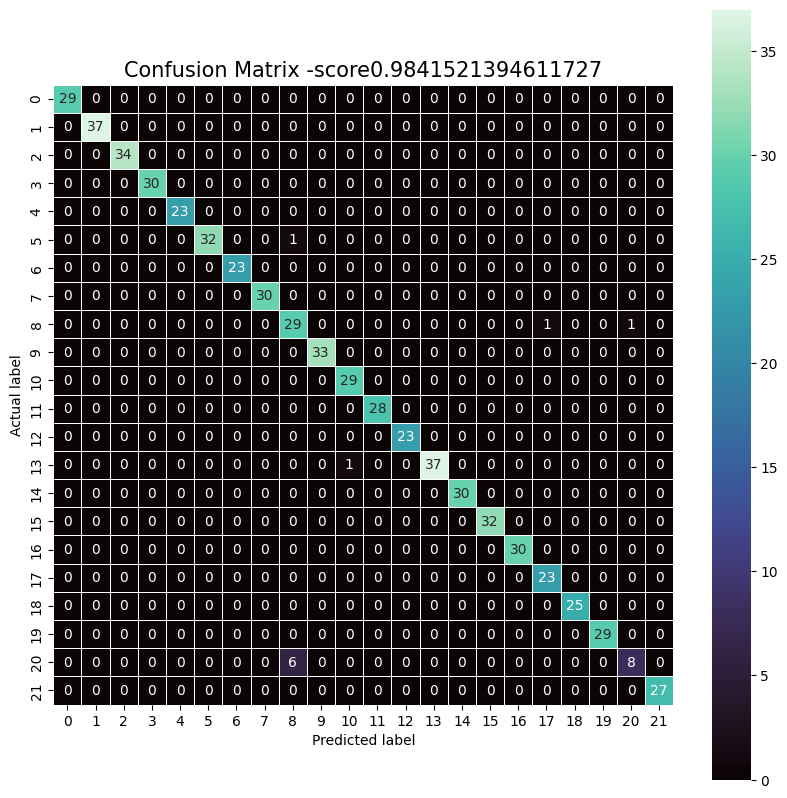 Confusion Matrix -score0.9841521394611727
0 29 0 0 0 0 0 0 0 0 0 0 0 0 0 0 0 0 0 0 0 0 0
1 0 37 0 0 0 0 0 0 0 0 0 0 0 0 0 0 0 0 0 0 0 0
2 0 0 34 0 0 0 0 0 0 0 0 0 0 0 0 0 0 0 0 0 0 0
3 0 0 0 30 0 0 0 0 0 0 0 0 0 0 0 0 0 0 0 0 0 0
4 0 0 0 0 23 0 0 0 0 0 0 0 0 0 0 0 0 0 0 0 0 0
5 0 0 0 0 0 32 0 0 1 0 0 0 0 0 0 0 0 0 0 0 0 0
6 0 0 0 0 0 0 23 0 0 0 0 0 0 0 0 0 0 0 0 0 0 0
7 0 0 0 0 0 0 0 30 0 0 0 0 0 0 0 0 0 0 0 0 0 0
8 0 0 0 0 0 0 0 0 29 0 0 0 0 0 0 0 0 1 0 0 1 0
9 0 0 0 0 0 0 0 0 0 33 0 0 0 0 0 0 0 0 0 0 0 0
10 0 0 0 0 0 0 0 0 0 0 29 0 0 0 0 0 0 0 0 0 0 0
11 0 0 0 0 0 0 0 0 0 0 0 28 0 0 0 0 0 0 0 0 0 0
12 0 0 0 0 0 0 0 0 0 0 0 0 23 0 0 0 0 0 0 0 0 0
13 0 0 0 0 0 0 0 0 0 0 1 0 0 37 0 0 0 0 0 0 0 0
14 0 0 0 0 0 0 0 0 0 0 0 0 0 0 30 0 0 0 0 0 0 0
15 0 0 0 0 0 0 0 0 0 0 0 0 0 0 0 32 0 0 0 0 0 0
16 0 0 0 0 0 0 0 0 0 0 0 0 0 0 0 0 30 0 0 0 0 0
17 0 0 0 0 0 0 0 0 0 0 0 0 0 0 0 0 0 23 0 0 0 0
18 0 0 0 0 0 0 0 0 0 0 0 0 0 0 0 0 0 0 25 0 0 0
19 0 0 0 0 0 0 0 0 0 0 0 0 0 0 0 0 0 0 0 29 0 0
20 0 0 0 0 0 0 0 0 6 0 0 0 0 0 0 0 0 0 0 0 8 0
21 0 0 0 0 0 0 0 0 0 0 0 0 0 0 0 0 0 0 0 0 0 27
0 1 2 3 4 5 6 7 8 9 10 11 12 13 14 15 16 17 18 19 20 21
Predicted label
Actual label
35
30
25
20
15
10
5
0